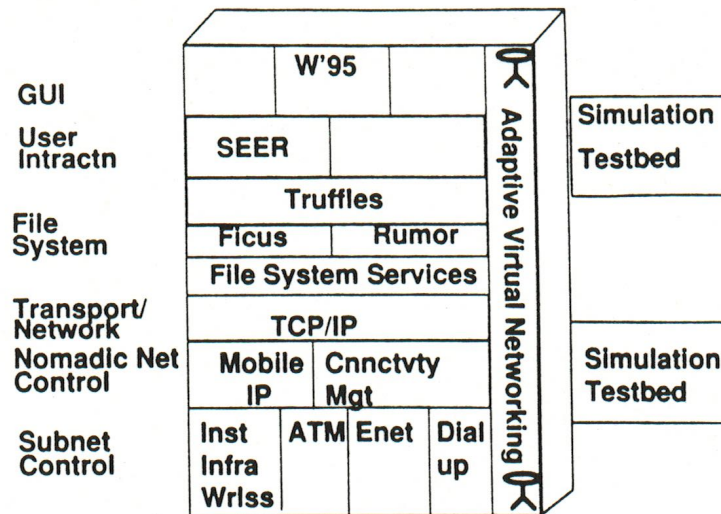 GUI
User
Intractn
File
System
Transport/
Network
Nomadic Net
Control
Subnet
Control
W'95
SEER
Truffles
Ficus
Rumor
File System Services
TCP/IP
Mobile
IP
Cnnctvty
Mgt
Inst
Infra
Wrlss
ATM
Enet
Dial
up
Adaptive Virtual Networking
Simulation
Testbed
Simulation
Testbed